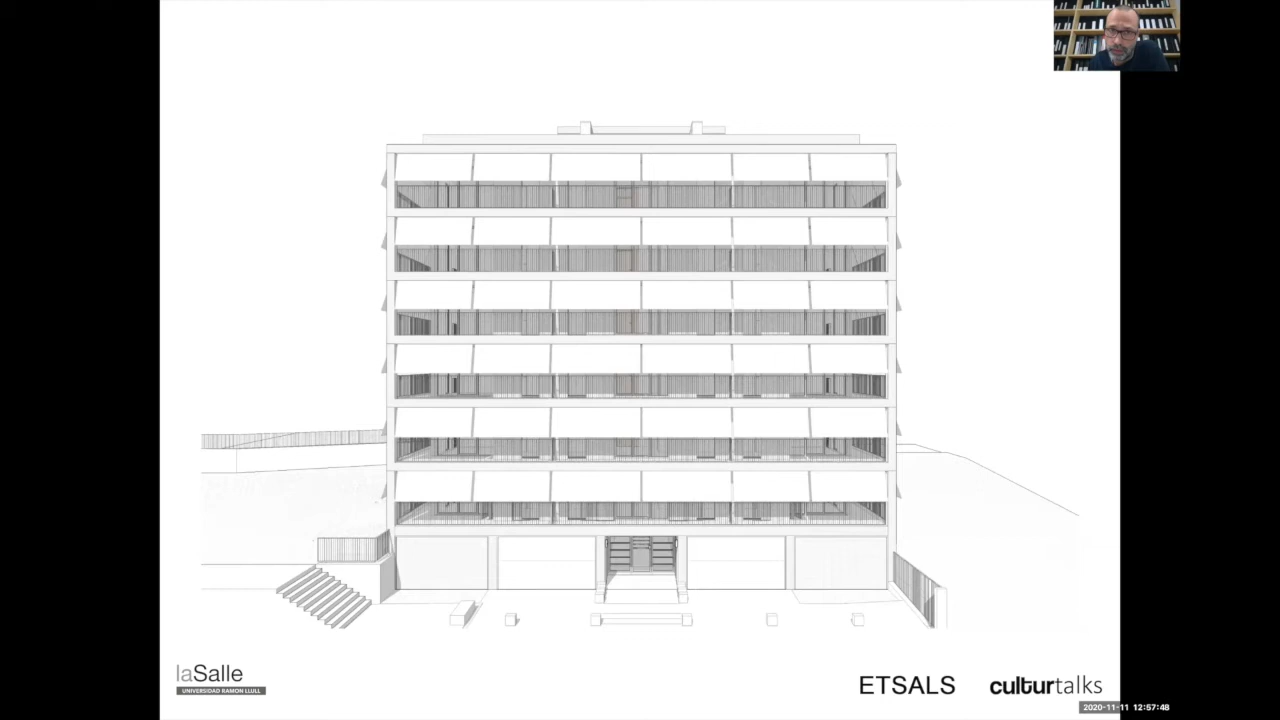 laSalle
UNIVERSIDAD RAMON LLULL
ETSALS
culturtalks
2020-11-11 12:57:48